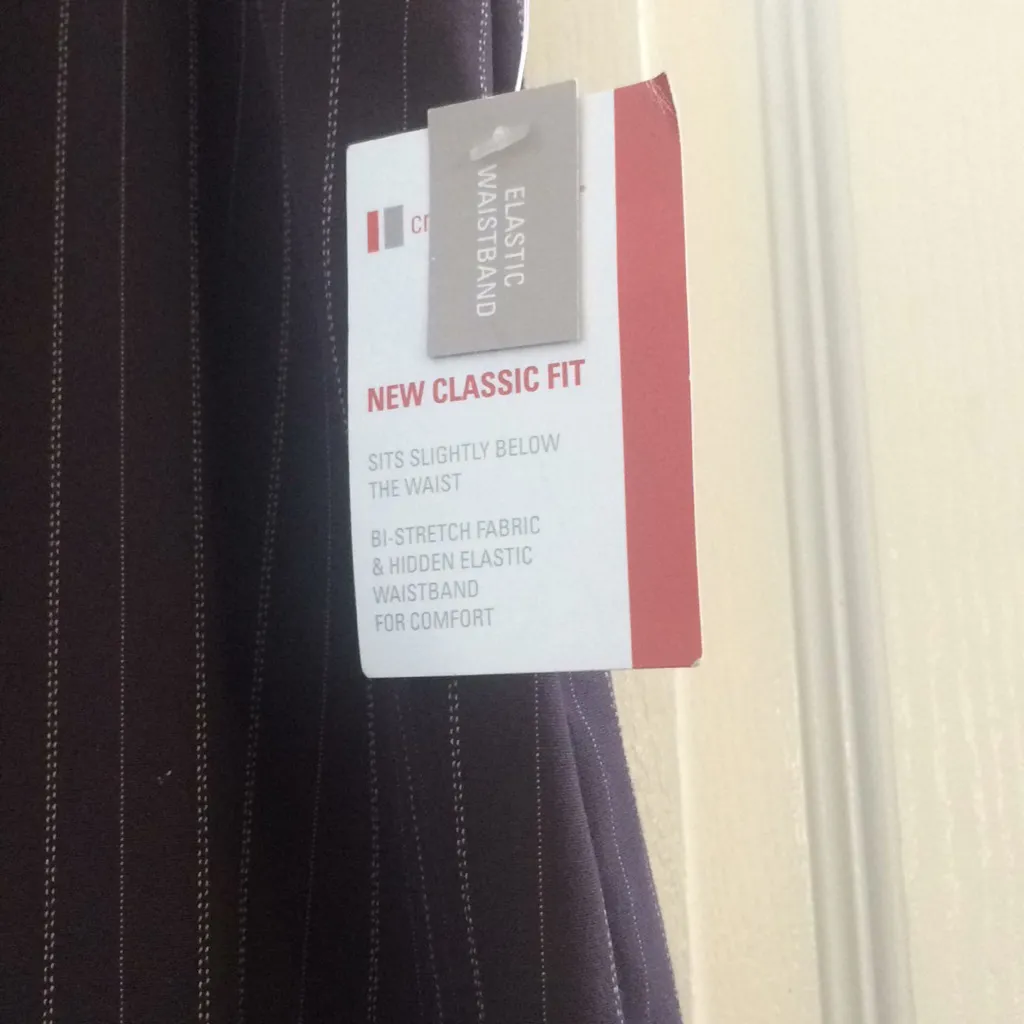 ELASTIC
WAISTBAND
NEW CLASSIC FIT
SITS SLIGHTLY BELOW
THE WAIST
BI-STRETCH FABRIC
& HIDDEN ELASTIC
WAISTBAND
FOR COMFORT